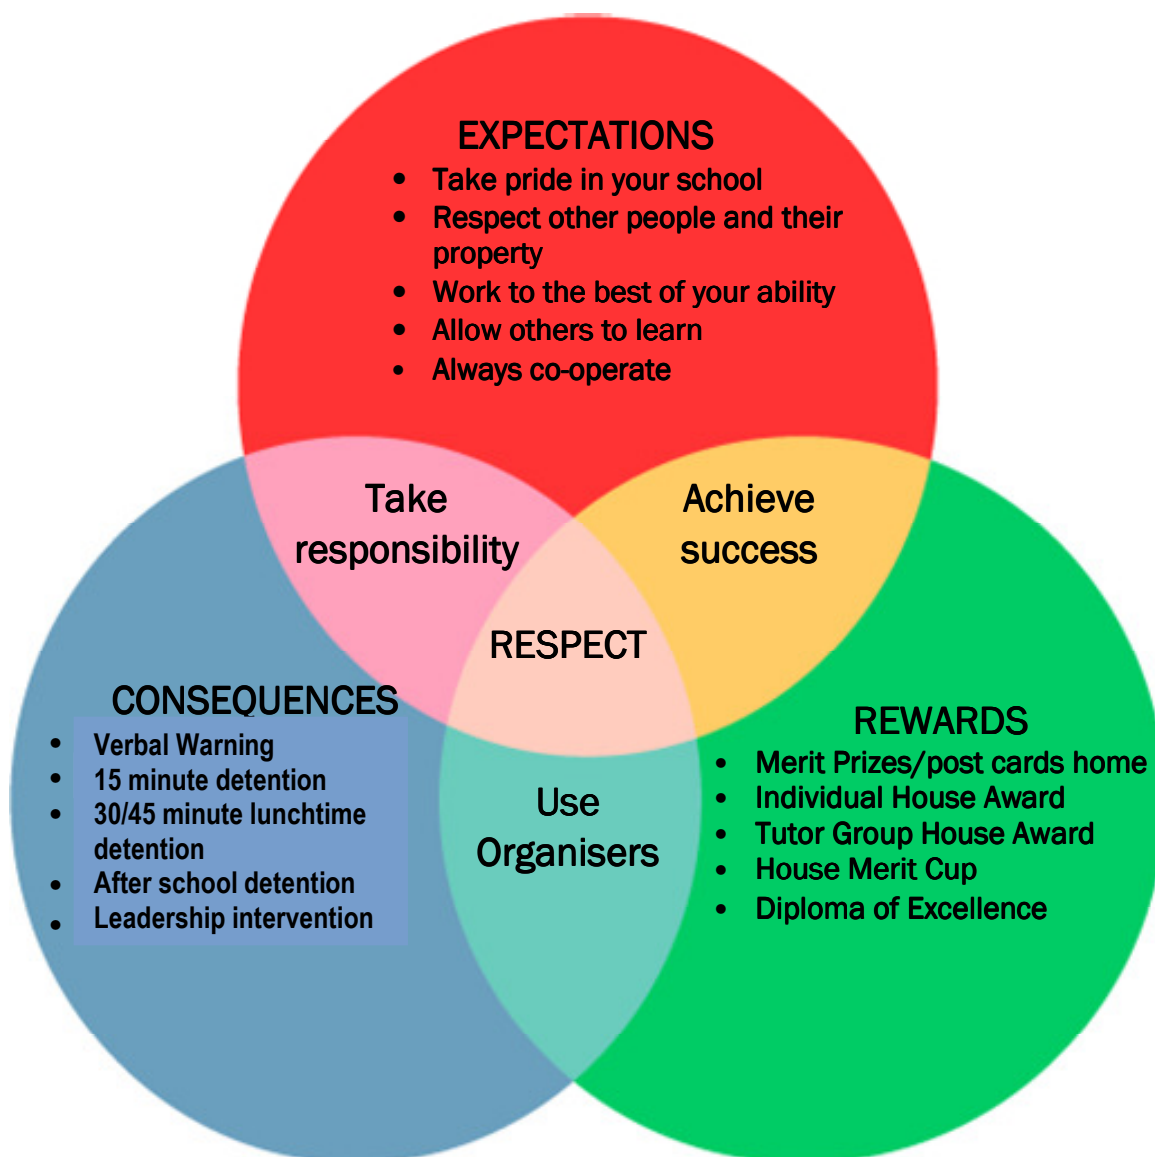 EXPECTATIONS
• Take pride in your school
• Respect other people and their
property
• Work to the best of your ability
• Allow others to learn
• Always co-operate
Take
responsibility
Achieve
success
RESPECT
CONSEQUENCES
• Verbal Warning
• 15 minute detention
• 30/45 minute lunchtime
detention
• After school detention
• Leadership intervention
Use
Organisers
REWARDS
• Merit Prizes/post cards home
• Individual House Award
• Tutor Group House Award
• House Merit Cup
• Diploma of Excellence